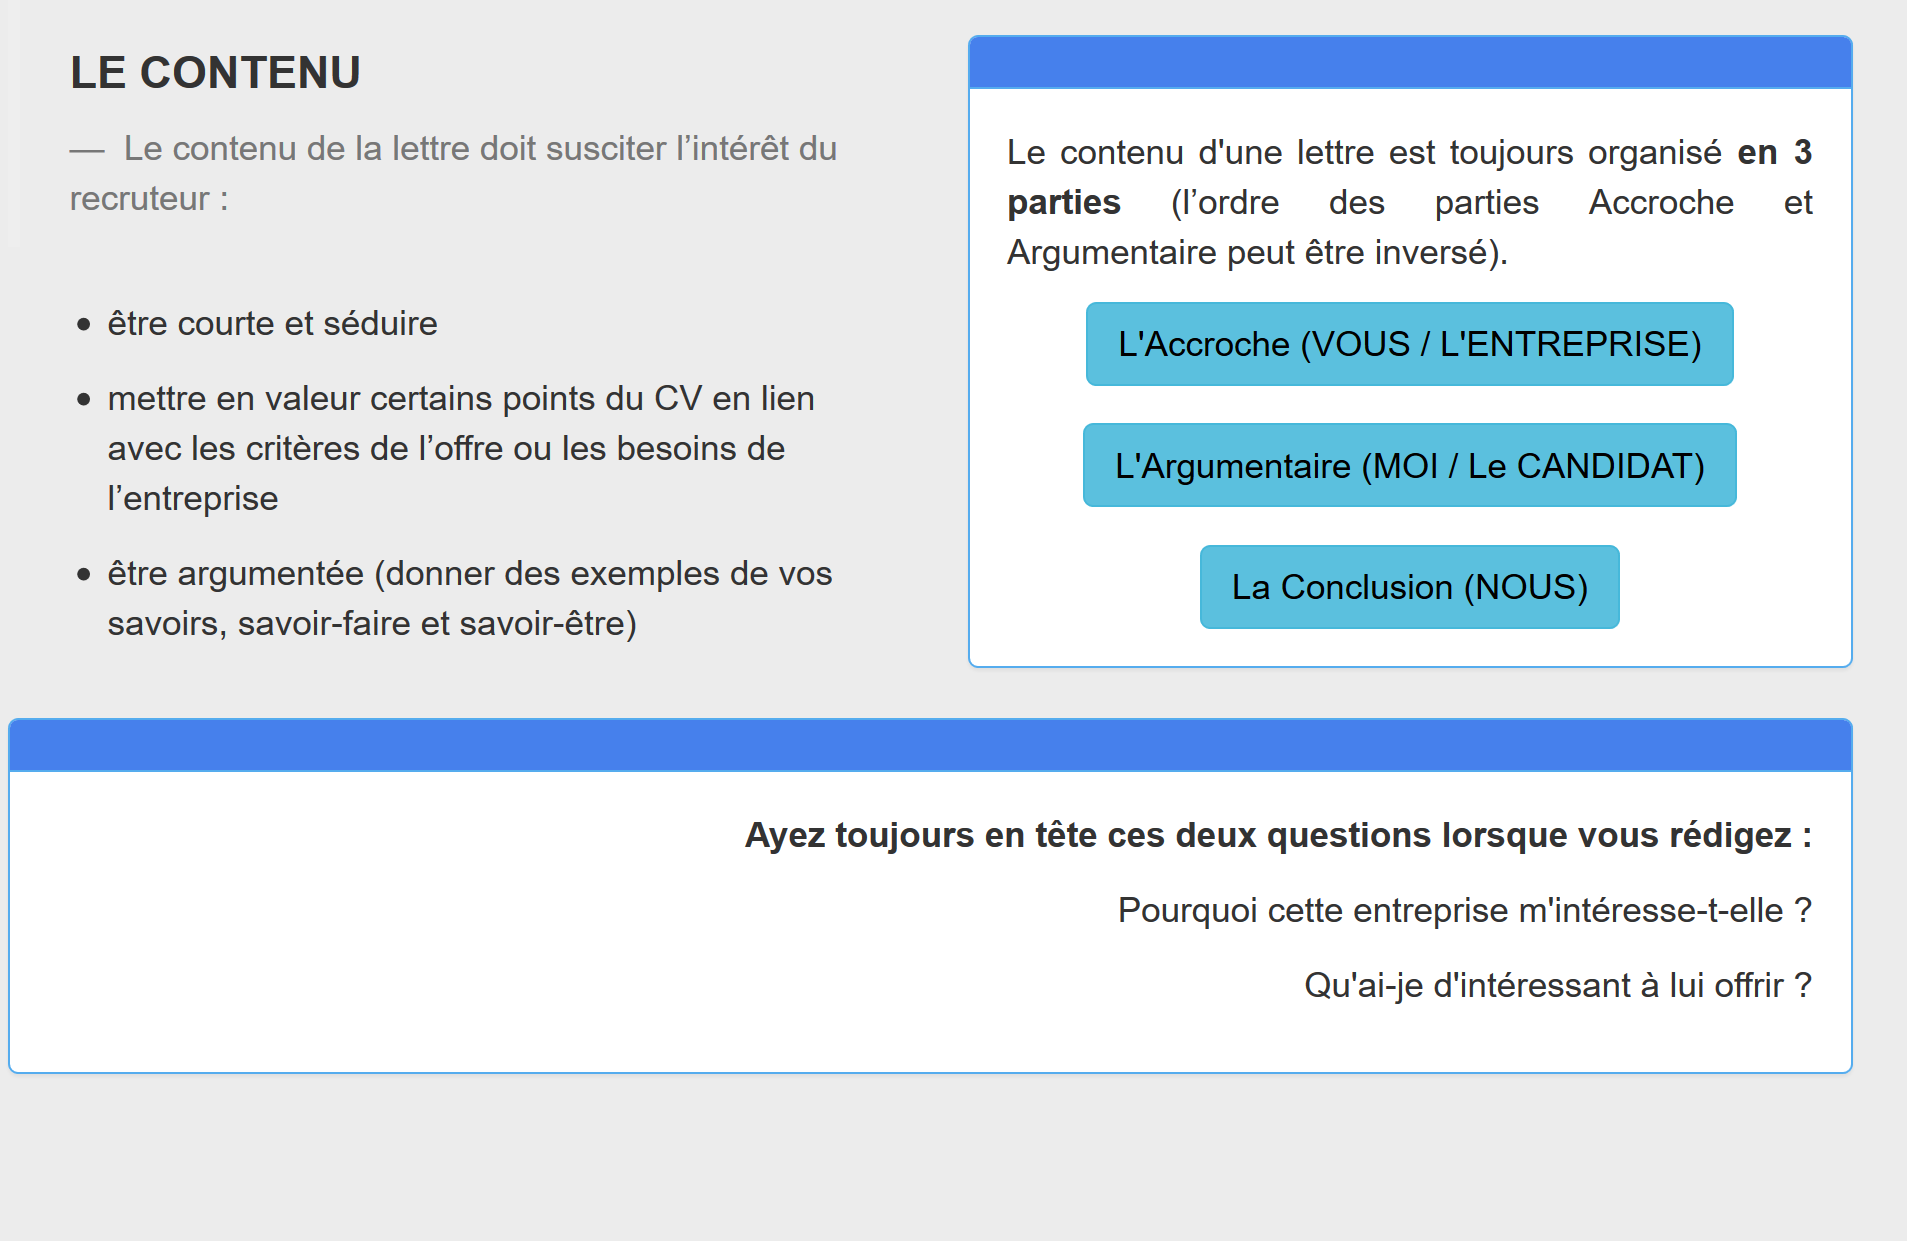 LE CONTENU
— Le contenu de la lettre doit susciter l’intérêt du
recruteur :
• être courte et séduire
• mettre en valeur certains points du CV en lien
avec les critères de l’offre ou les besoins de
l’entreprise
• être argumentée (donner des exemples de vos
savoirs, savoir-faire et savoir-être)
Le contenu d'une lettre est toujours organisé en 3
parties (l’ordre des parties Accroche et
Argumentaire peut être inversé).
L'Accroche (VOUS / L'ENTREPRISE)
L'Argumentaire (MOI / Le CANDIDAT)
La Conclusion (NOUS)
Ayez toujours en tête ces deux questions lorsque vous rédigez :
Pourquoi cette entreprise m'intéresse-t-elle ?
Qu'ai-je d'intéressant à lui offrir ?